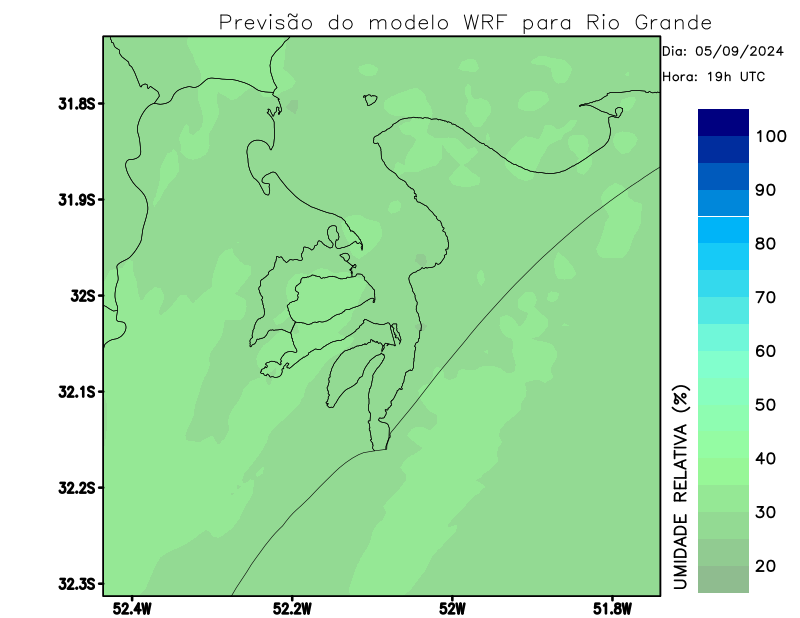 Previsão do modelo WRF para Rio Grande
Dia: 05/09/2024
Hora: 19h UTC
31.8S
31.9S
32S
32.1S
32.2S
32.3S
52.4W
52.2W
52W
51.8W
100
90
80
70
60
50
40
30
20
UMIDADE RELATIVA (%)